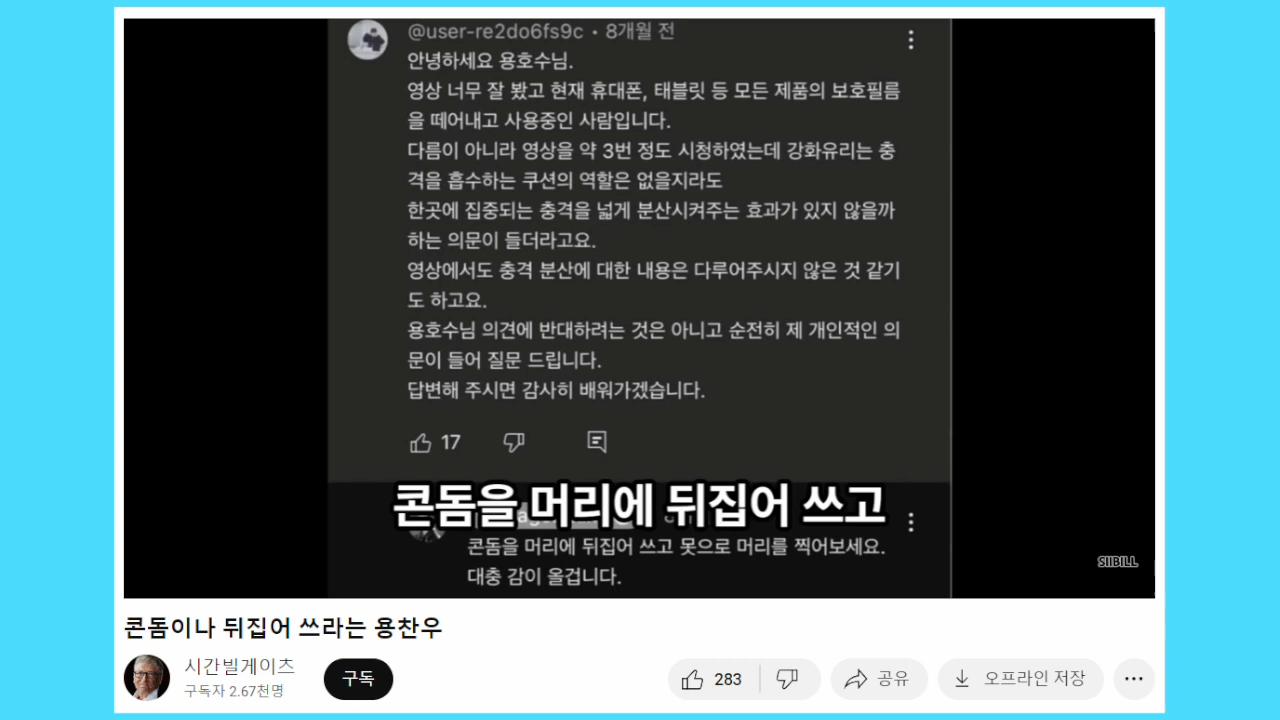 @user-re2do6fs9c • 8개월 전
안녕하세요 용호수님.
영상 너무 잘 봤고 현재 휴대폰, 태블릿 등 모든 제품의 보호필름
을 떼어내고 사용중인 사람입니다.
다름이 아니라 영상을 약 3번 정도 시청하였는데 강화유리는 충
격을 흡수하는 쿠션의 역할은 없을지라도
한곳에 집중되는 충격을 넓게 분산시켜주는 효과가 있지 않을까
하는 의문이 들더라고요.
영상에서도 충격 분산에 대한 내용은 다루어주시지 않은 것 같기
도 하고요.
용호수님 의견에 반대하려는 것은 아니고 순전히 제 개인적인 의
문이 들어 질문 드립니다.
답변해 주시면 감사히 배워가겠습니다.
17
콘돔을 머리에 뒤집어 쓰고
콘돔을 머리에 뒤집어 쓰고 못으로 머리를 찍어보세요.
대충 감이 올겁니다.
SIIBILL
콘돔이나 뒤집어 쓰라는 용찬우
시간빌게이츠
구독자 2.67천명
구독
283
공유
오프라인 저장